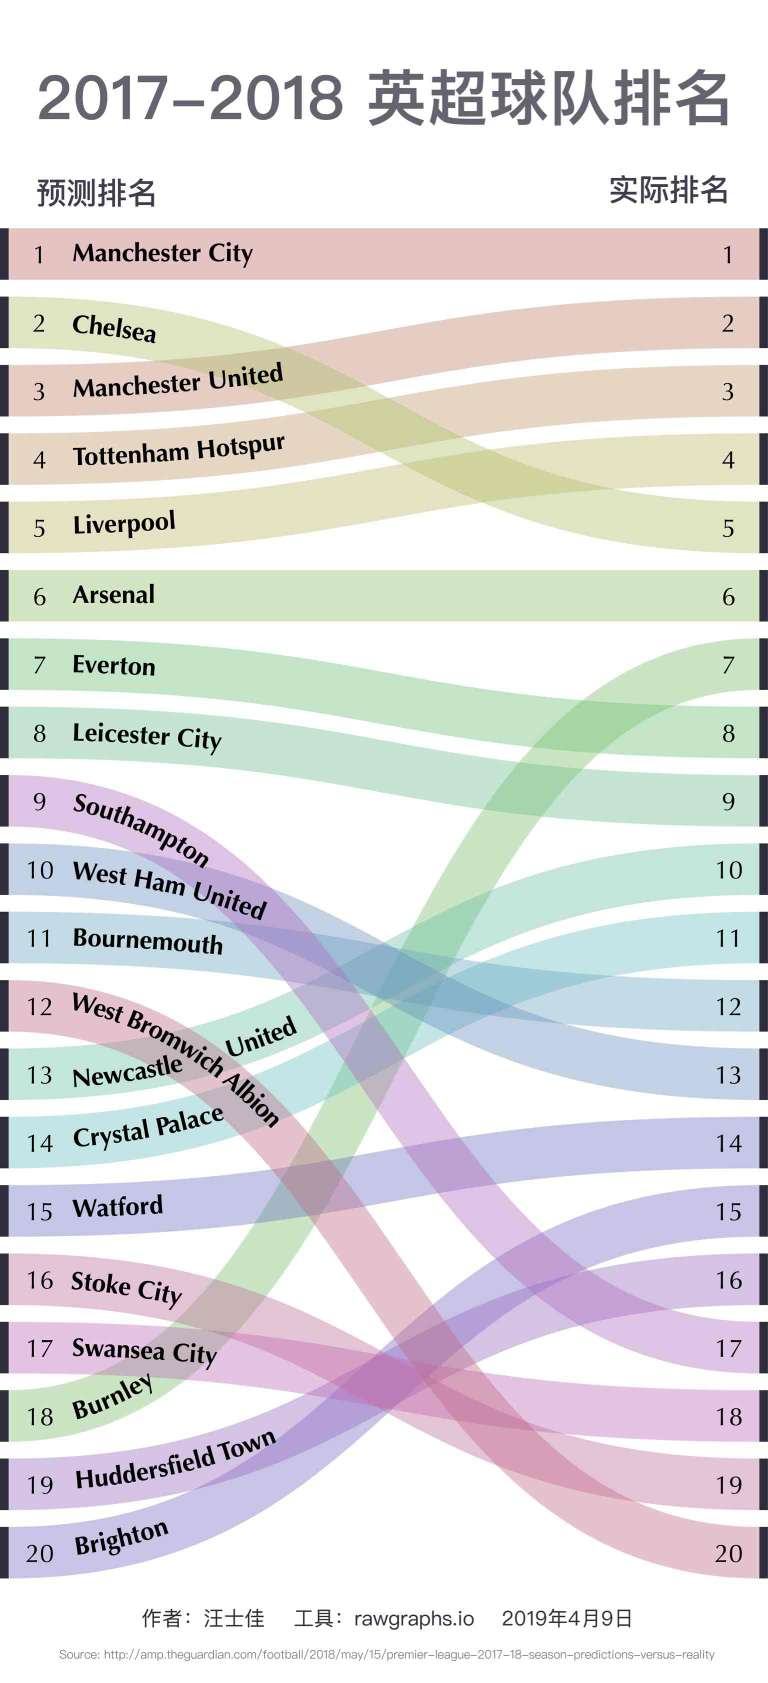 2017-2018 英超球队排名
预测排名 实际排名
1 Manchester City 1
2 Chelsea 2
3 Manchester United 3
4 Tottenham Hotspur 4
5 Liverpool 5
6 Arsenal 6
7 Everton 7
8 Leicester City 8
9 Southampton 9
10 West Ham United 10
11 Bournemouth 11
12 West Bromwich Albion 12
13 Newcastle United 13
14 Crystal Palace 14
15 Watford 15
16 Stoke City 16
17 Swansea City 17
18 Burnley 18
19 Huddersfield Town 19
20 Brighton 20
作者：汪士佳 工具：rawgraphs.io 2019年4月9日
Source: http://amp.theguardian.com/football/2018/may/15/premier-league-2017-18-season-predictions-versus-reality